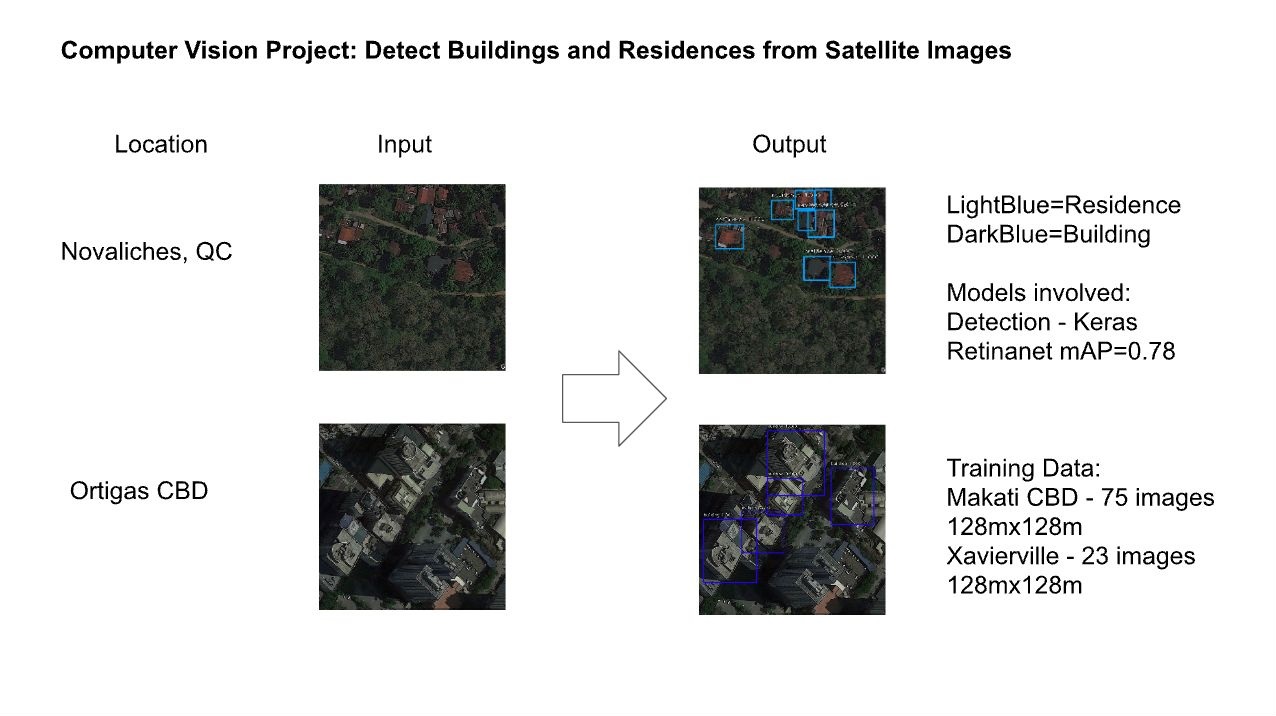 Computer Vision Project: Detect Buildings and Residences from Satellite Images
Location
Input
Output
Novaliches, QC
LightBlue=Residence
DarkBlue=Building
Models involved:
Detection - Keras
Retinanet mAP=0.78
Ortigas CBD
Training Data:
Makati CBD - 75 images
128mx128m
Xavierville - 23 images
128mx128m